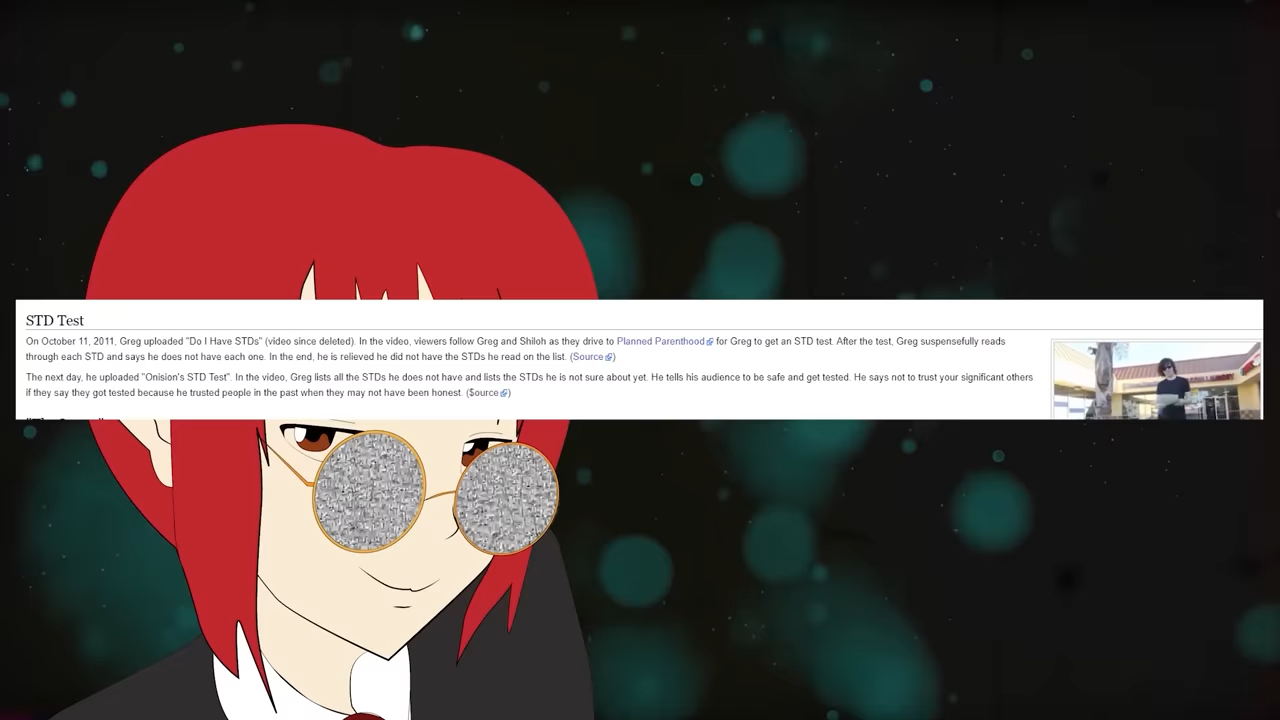 STD Test
On October 11, 2011, Greg uploaded "Do I Have STDs" (video since deleted). In the video, viewers follow Greg and Shiloh as they drive to Planned Parenthood for Greg to get an STD test. After the test, Greg suspensefully reads
through each STD and says he does not have each one. In the end, he is relieved he did not have the STDs he read on the list. (Source)
The next day, he uploaded "Onision's STD Test". In the video, Greg lists all the STDs he does not have and lists the STDs he is not sure about yet. He tells his audience to be safe and get tested. He says not to trust your significant others
if they say they got tested because he trusted people in the past when they may not have been honest. (Source)